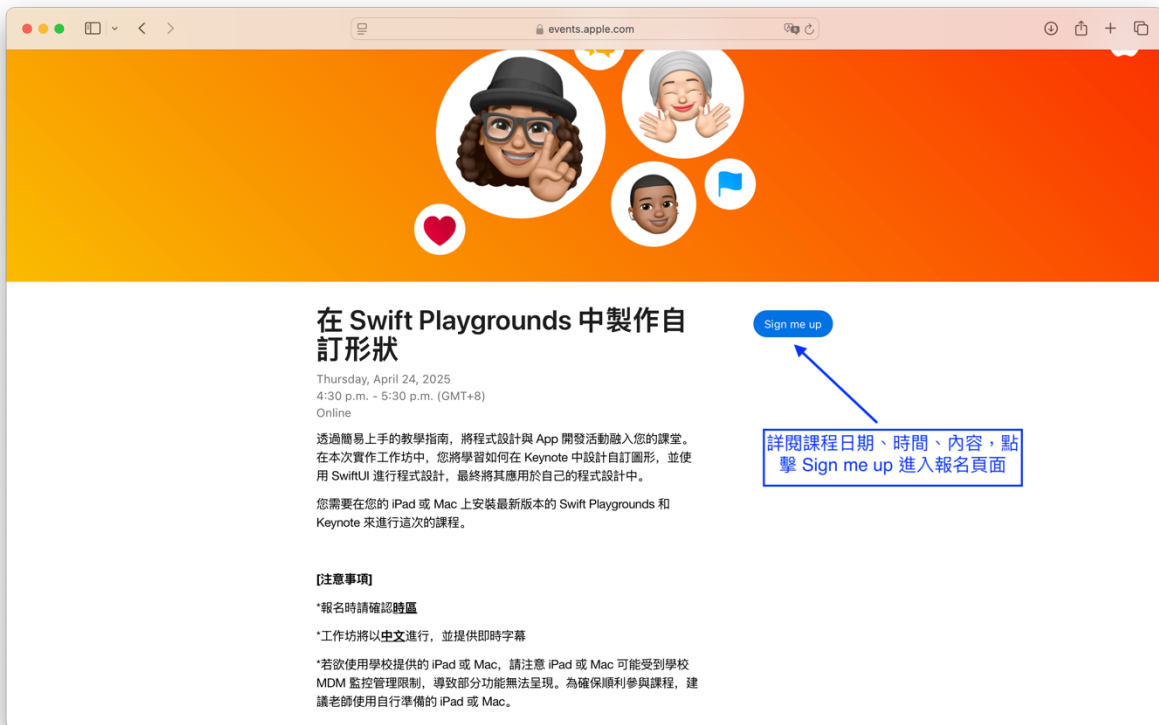 events.apple.com
在 Swift Playgrounds 中製作自
訂形狀
Sign me up
Thursday, April 24, 2025
4:30 p.m. - 5:30 p.m. (GMT+8)
Online
透過簡易上手的教學指南，將程式設計與 App 開發活動融入您的課堂。
在本次實作工作坊中，您將學習如何在 Keynote 中設計自訂圖形，並使
用 SwiftUI 進行程式設計，最終將其應用於自己的程式設計中。
詳閱課程日期、時間、內容，點
擊 Sign me up 進入報名頁面
您需要在您的 iPad 或 Mac 上安裝最新版本的 Swift Playgrounds 和
Keynote 來進行這次的課程。
[注意事項]
*報名時請確認時區
*工作坊將以中文進行，並提供即時字幕
*若欲使用學校提供的 iPad 或 Mac，請注意 iPad 或 Mac 可能受到學校
MDM 監控管理限制，導致部分功能無法呈現。為確保順利參與課程，建
議老師使用自行準備的 iPad 或 Mac。